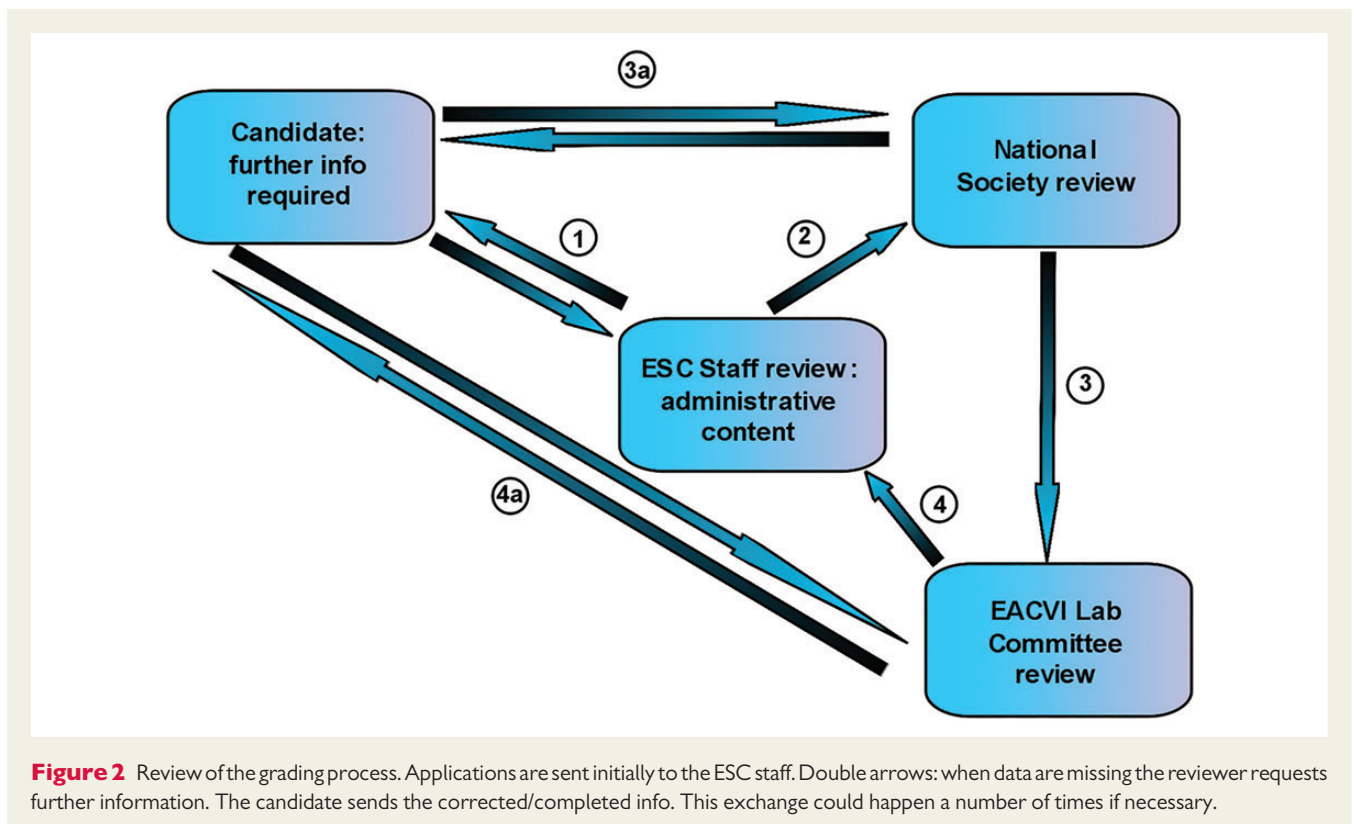 3a
Candidate:
further info
required
National
Society review
1
2
ESC Staff review:
administrative
content
3
4a
4
EACVI Lab
Committee
review
Figure 2 Review of the grading process. Applications are sent initially to the ESC staff. Double arrows: when data are missing the reviewer requests
further information. The candidate sends the corrected/completed info. This exchange could happen a number of times if necessary.